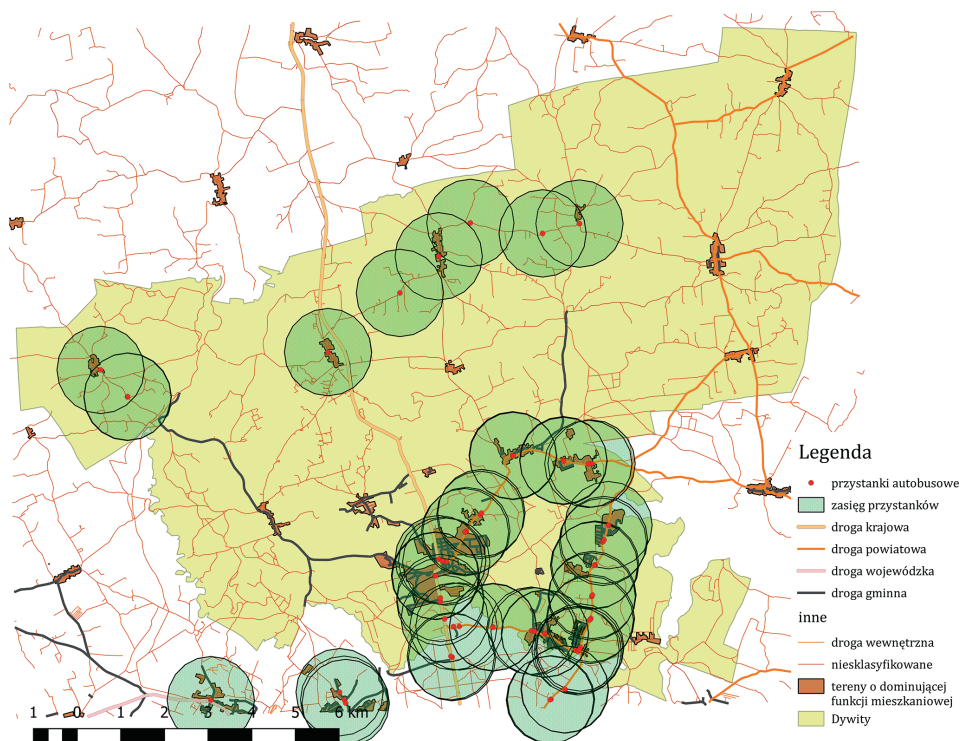 Legenda
przystanki autobusowe
zasięg przystanków
droga krajowa
droga powiatowa
droga wojewódzka
droga gminna
inne
droga wewnętrzna
niesklasyfikowane
tereny o dominującej
funkcji mieszkaniowej
Dywity
1 0 1 2 3 4 5 6 km